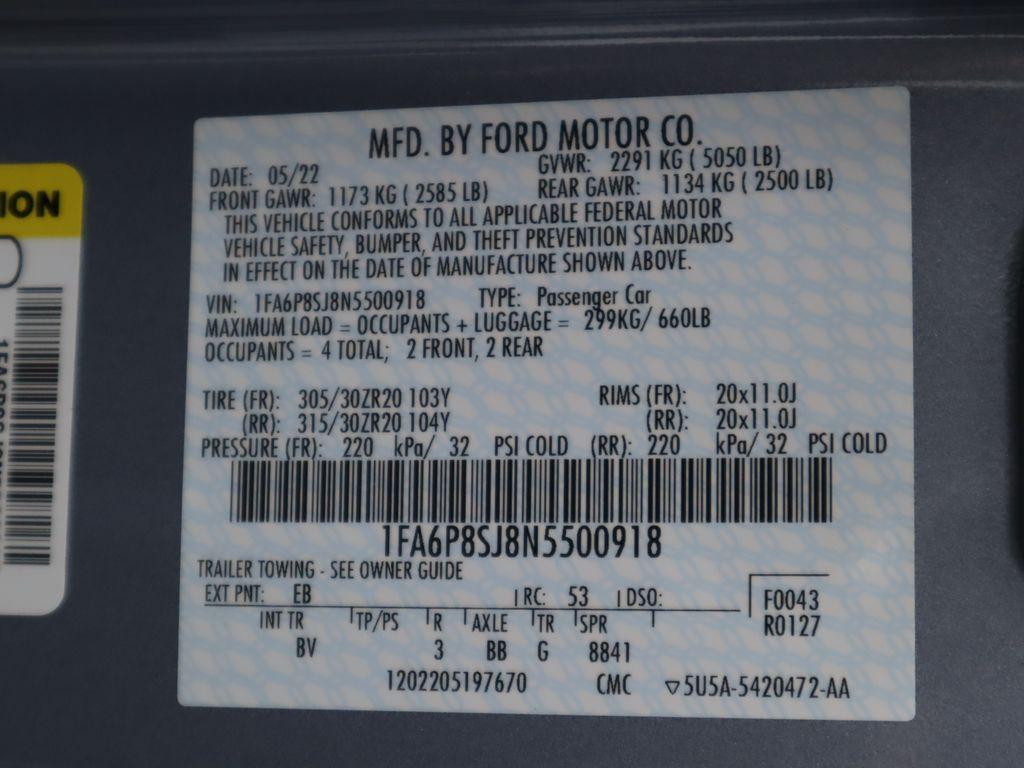 ION
MFD. BY FORD MOTOR CO.
DATE: 05/22 GVWR: 2291 KG ( 5050 LB)
FRONT GAWR: 1173 KG ( 2585 LB) REAR GAWR: 1134 KG ( 2500 LB)
THIS VEHICLE CONFORMS TO ALL APPLICABLE FEDERAL MOTOR
VEHICLE SAFETY, BUMPER, AND THEFT PREVENTION STANDARDS
IN EFFECT ON THE DATE OF MANUFACTURE SHOWN ABOVE.
VIN: 1FA6P8SJ8N5500918 TYPE: Passenger Car
MAXIMUM LOAD = OCCUPANTS + LUGGAGE = 299KG/ 660LB
OCCUPANTS = 4 TOTAL; 2 FRONT, 2 REAR
TIRE (FR): 305/30ZR20 103Y RIMS (FR): 20x11.0J
(RR): 315/30ZR20 104Y (RR): 20x11.0J
PRESSURE (FR): 220 kPa/ 32 PSI COLD (RR): 220 kPa/ 32 PSI COLD
1FA6P8SJ8N5500918
TRAILER TOWING - SEE OWNER GUIDE
EXT PNT: EB RC: 53 DSO: F0043
INT TR TP/PS R AXLE TR SPR R0127
BV 3 BB G 8841
1202205197670 CMC ▽5U5A-5420472-AA